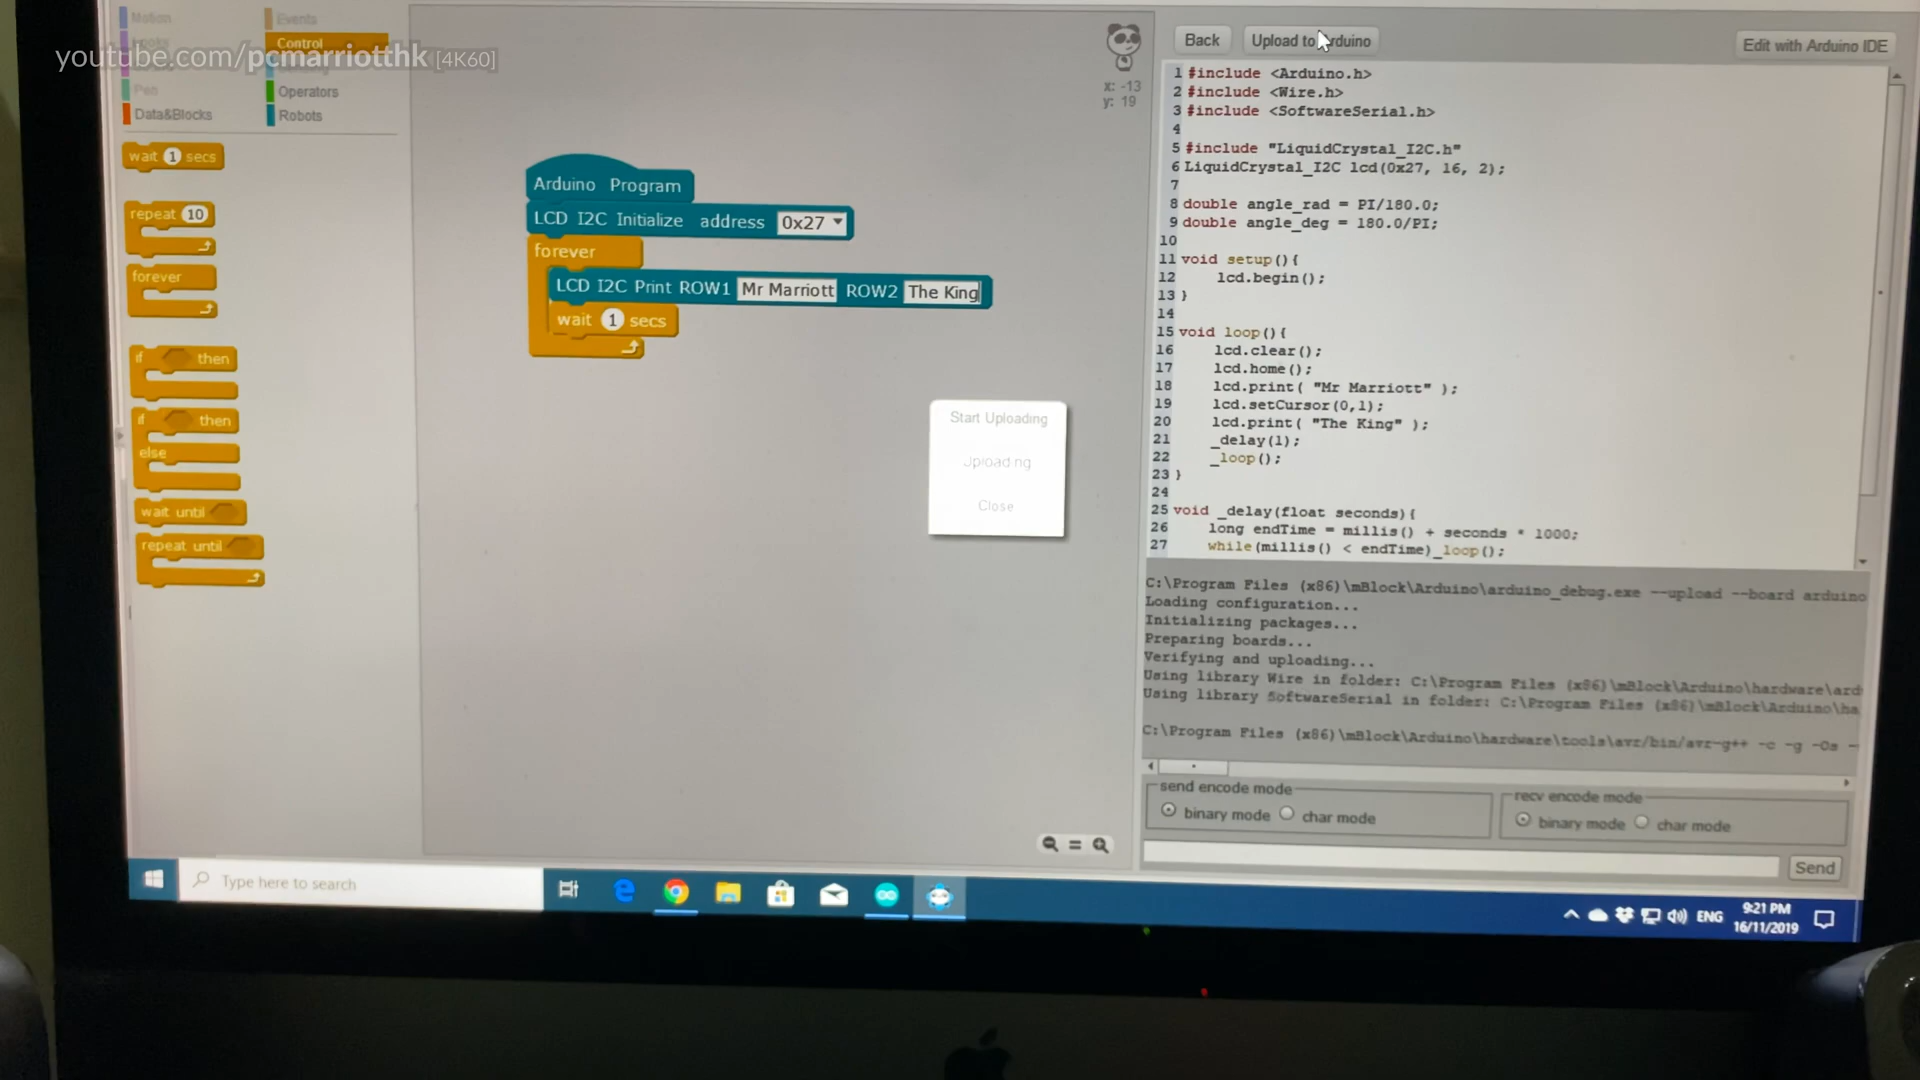 youtube.com/pcmarriotthk [4K60]
Motion
Events
Control
Pen
Operators
Data&Blocks
Robots
wait 1 secs
repeat 10
forever
if then
if then
else
wait until
repeat until
x: -13
y: 19
Arduino Program
LCD I2C Initialize address 0x27
forever
LCD I2C Print ROW1 Mr Marriott ROW2 The King
wait 1 secs
Start Uploading
Uploading
Close
Back
Upload to Arduino
Edit with Arduino IDE
1 #include <Arduino.h>
2 #include <Wire.h>
3 #include <SoftwareSerial.h>
4
5 #include "LiquidCrystal_I2C.h"
6 LiquidCrystal_I2C lcd(0x27, 16, 2);
7
8 double angle_rad = PI/180.0;
9 double angle_deg = 180.0/PI;
10
11 void setup(){
12 lcd.begin();
13 }
14
15 void loop(){
16 lcd.clear();
17 lcd.home();
18 lcd.print( "Mr Marriott" );
19 lcd.setCursor(0,1);
20 lcd.print( "The King" );
21 _delay(1);
22 _loop();
23 }
24
25 void _delay(float seconds){
26 long endTime = millis() + seconds * 1000;
27 while(millis() < endTime)_loop();
C:\Program Files (x86)\mBlock\Arduino\arduino_debug.exe --upload --board arduino
Loading configuration...
Initializing packages...
Preparing boards...
Verifying and uploading...
Using library Wire in folder: C:\Program Files (x86)\mBlock\Arduino\hardware\ard
Using library SoftwareSerial in folder: C:\Program Files (x86)\mBlock\Arduino\ha
C:\Program Files (x86)\mBlock\Arduino\hardware\tools\avr/bin/avr-g++ -c -g -Os -
send encode mode
binary mode char mode
recv encode mode
binary mode char mode
Send
Type here to search
ENG
9:21 PM
16/11/2019